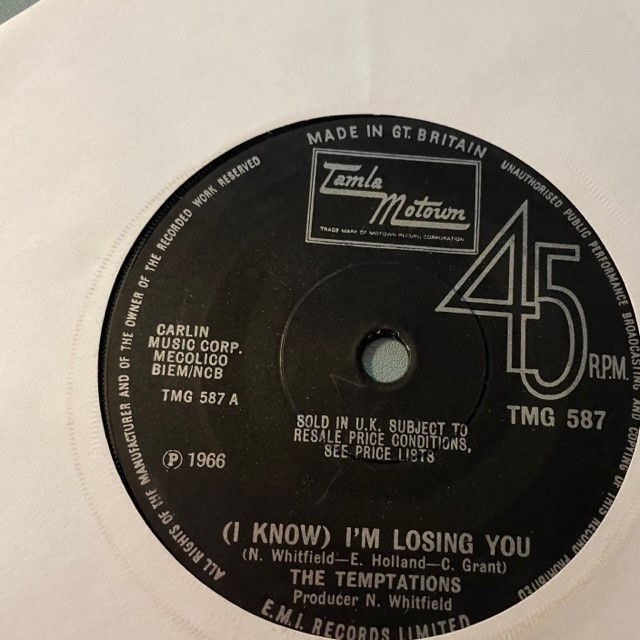 MADE IN GT. BRITAIN
UNAUTHORISED PUBLIC PERFORMANCE BROADCASTING AND COPYING OF THIS RECORD PROHIBITED
ALL RIGHTS OF THE MANUFACTURER AND OF THE OWNER OF THE RECORDED WORK RESERVED
Tamla
Motown
TRADE MARK OF MOTOWN RECORD CORPORATION
45
R.P.M.
CARLIN
MUSIC CORP.
MECOLICO
BIEM/NCB
TMG 587 A
TMG 587
SOLD IN U.K. SUBJECT TO
RESALE PRICE CONDITIONS,
SEE PRICE LISTS
Ⓟ 1966
(I KNOW) I'M LOSING YOU
(N. Whitfield—E. Holland—C. Grant)
THE TEMPTATIONS
Producer N. Whitfield
E.M.I. RECORDS LIMITED